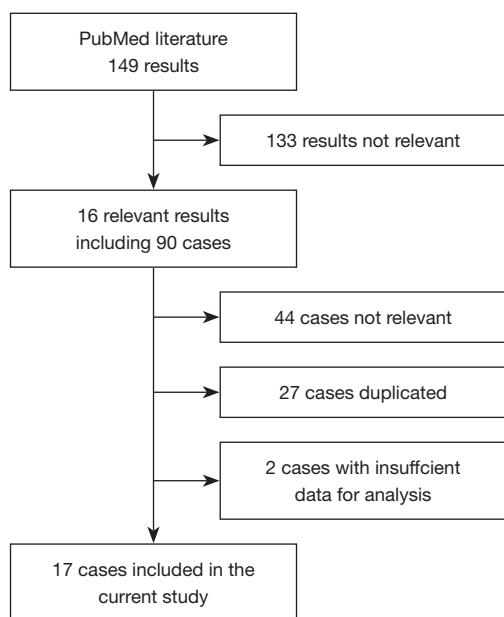 PubMed literature
149 results
133 results not relevant
16 relevant results
including 90 cases
44 cases not relevant
27 cases duplicated
2 cases with insuffcient
data for analysis
17 cases included in the
current study